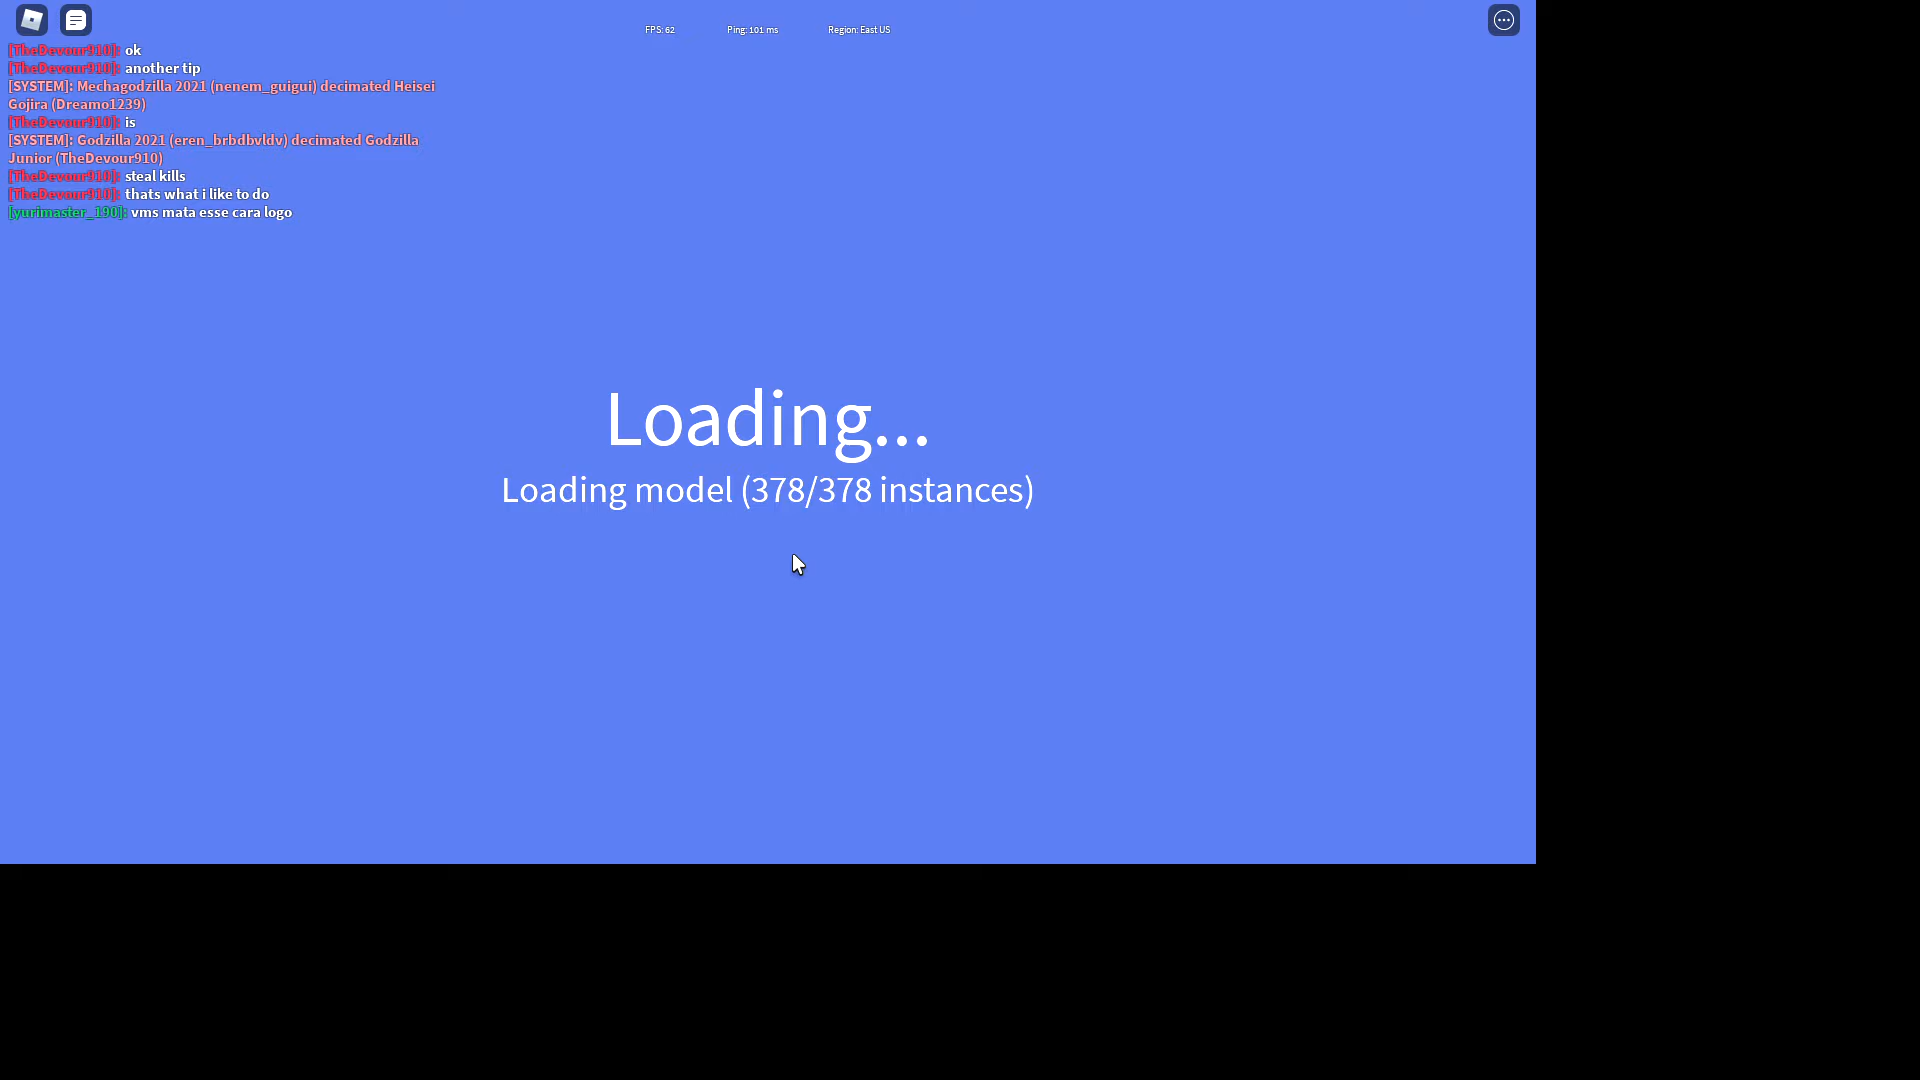 FPS: 62 Ping: 101 ms Region: East US
[TheDevour910]: ok
[TheDevour910]: another tip
[SYSTEM]: Mechagodzilla 2021 (nenem_guigui) decimated Heisei
Gojira (Dreamo1239)
[TheDevour910]: is
[SYSTEM]: Godzilla 2021 (eren_brbdbvldv) decimated Godzilla
Junior (TheDevour910)
[TheDevour910]: steal kills
[TheDevour910]: thats what i like to do
[yurimaster_190]: vms mata esse cara logo
Loading...
Loading model (378/378 instances)